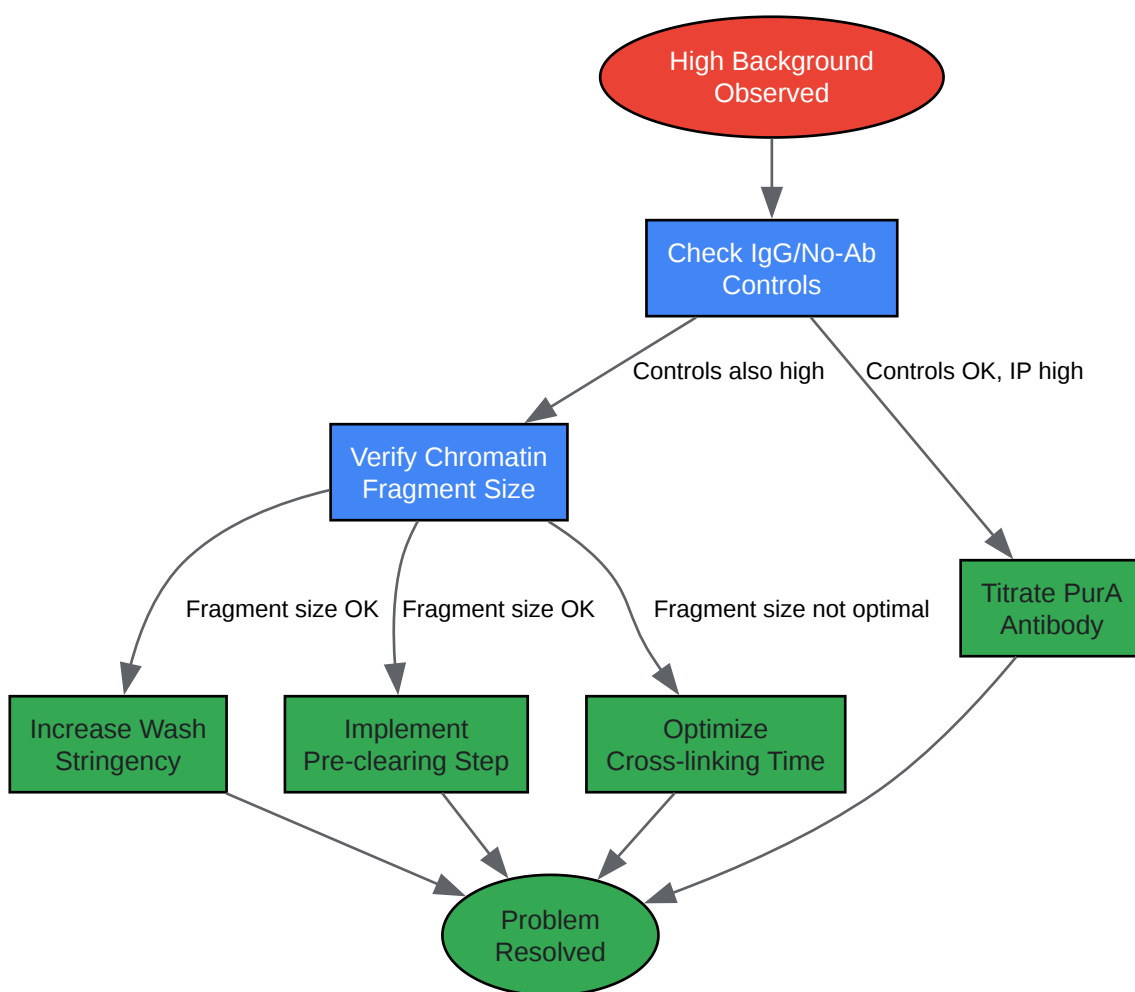 High Background
Observed
Check IgG/No-Ab
Controls
Controls also high
Controls OK, IP high
Verify Chromatin
Fragment Size
Fragment size OK
Fragment size OK
Fragment size not optimal
Titrate PurA
Antibody
Increase Wash
Stringency
Implement
Pre-clearing Step
Optimize
Cross-linking Time
Problem
Resolved